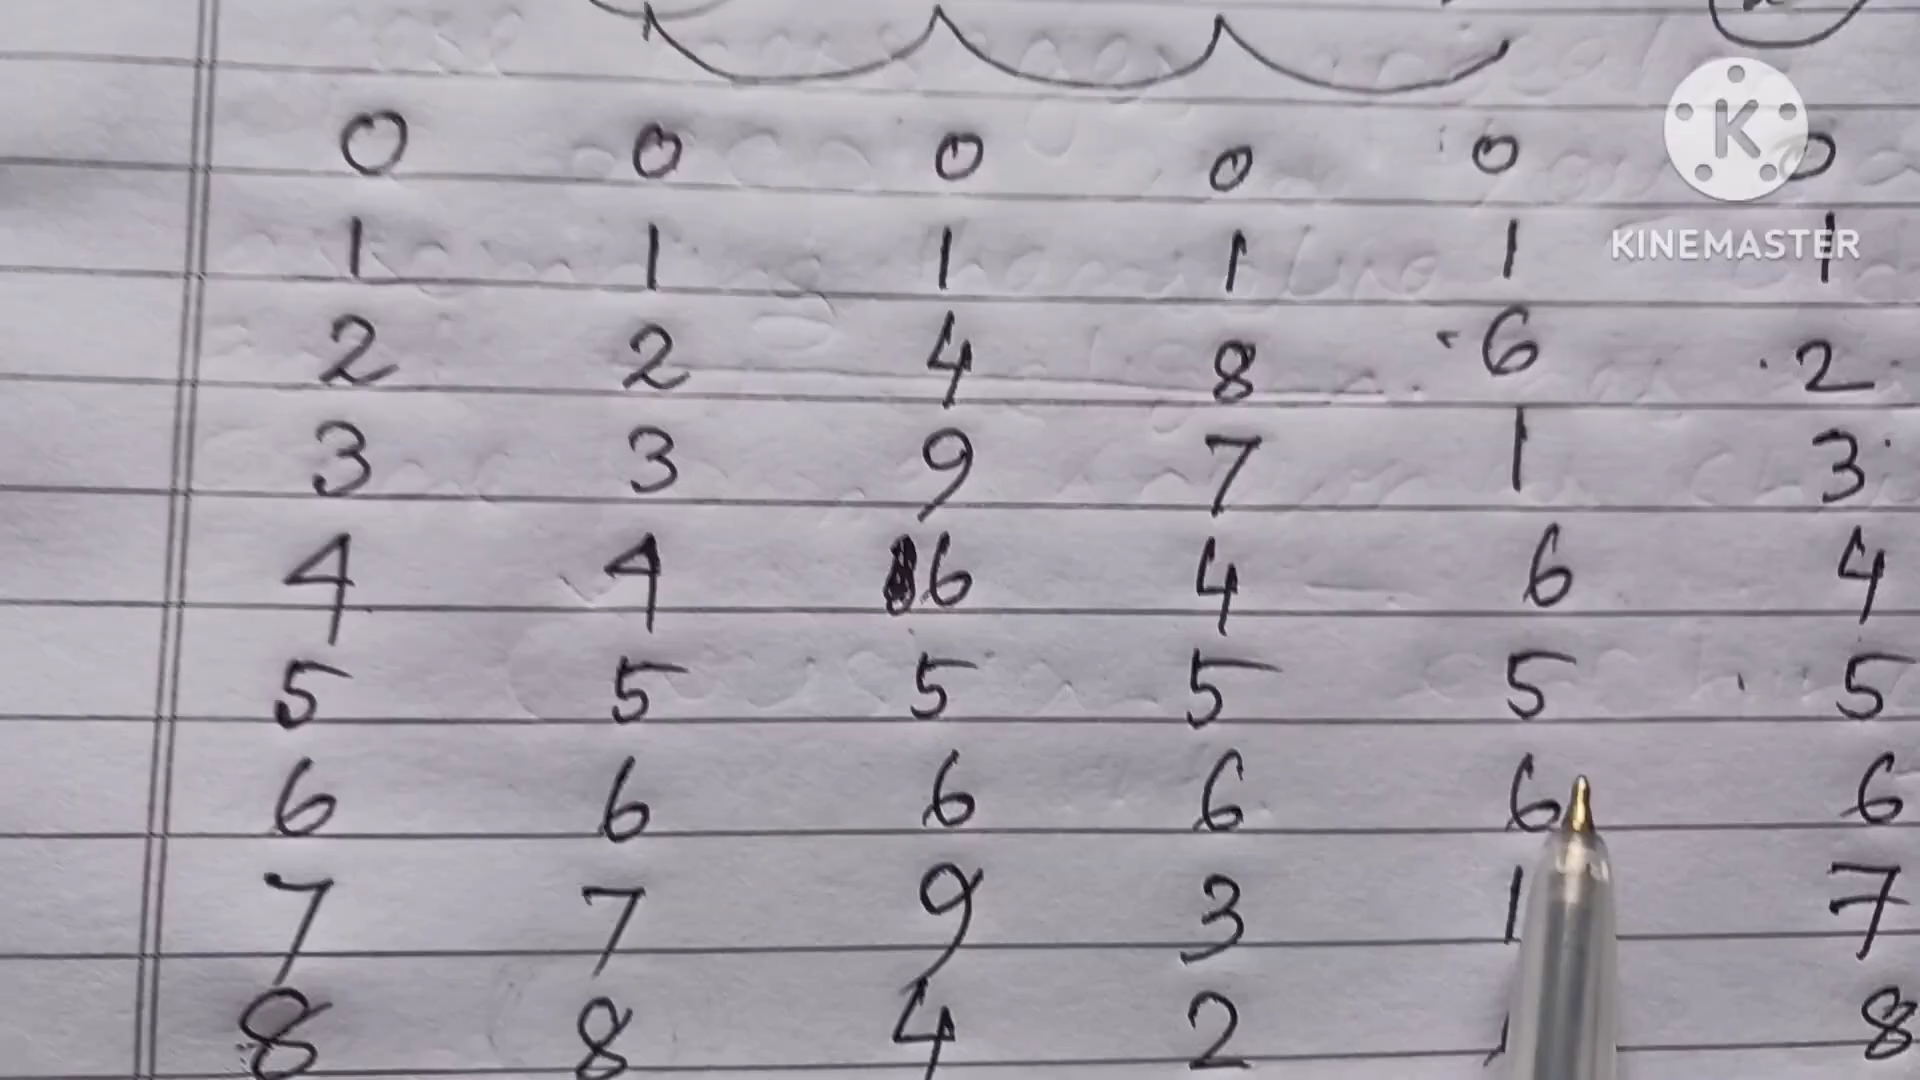 0 0 0 0 0 0
1 1 1 1 1 1
2 2 4 8 6 2
3 3 9 7 1 3
4 4 6 4 6 4
5 5 5 5 5 5
6 6 6 6 6 6
7 7 9 3 1 7
8 8 4 2 8
K
KINEMASTER